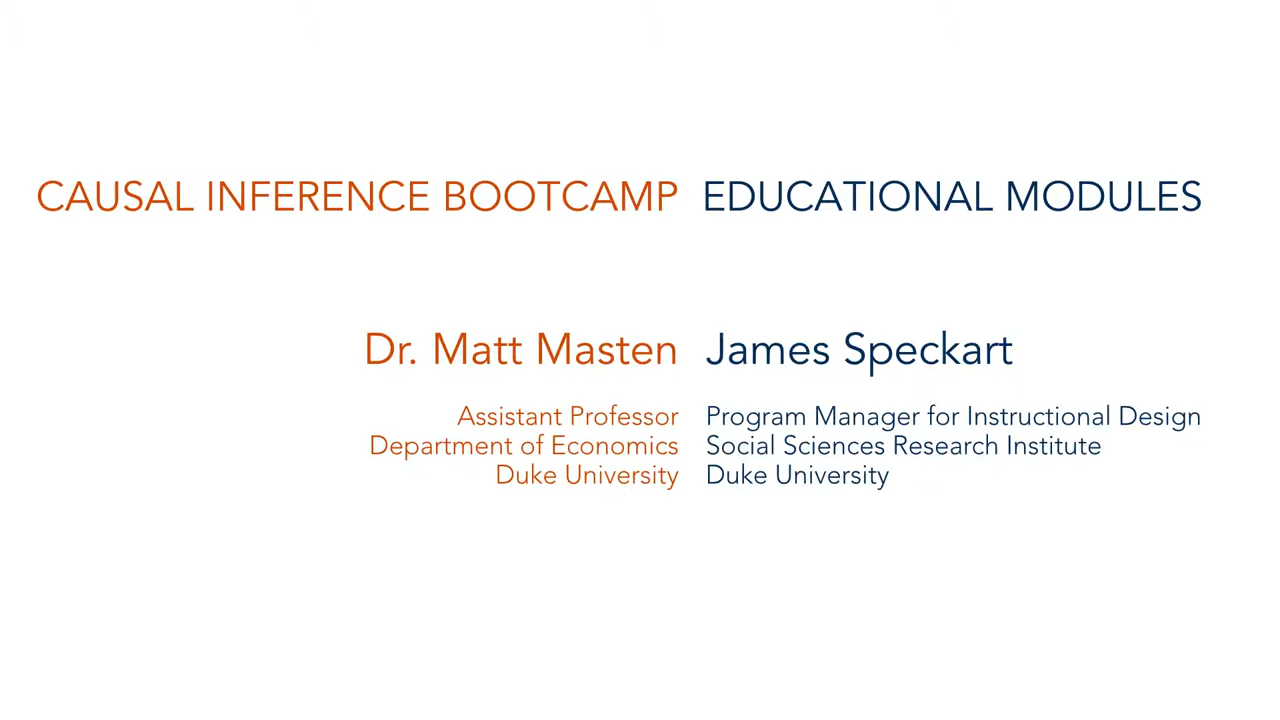 CAUSAL INFERENCE BOOTCAMP EDUCATIONAL MODULES
Dr. Matt Masten
Assistant Professor
Department of Economics
Duke University
James Speckart
Program Manager for Instructional Design
Social Sciences Research Institute
Duke University